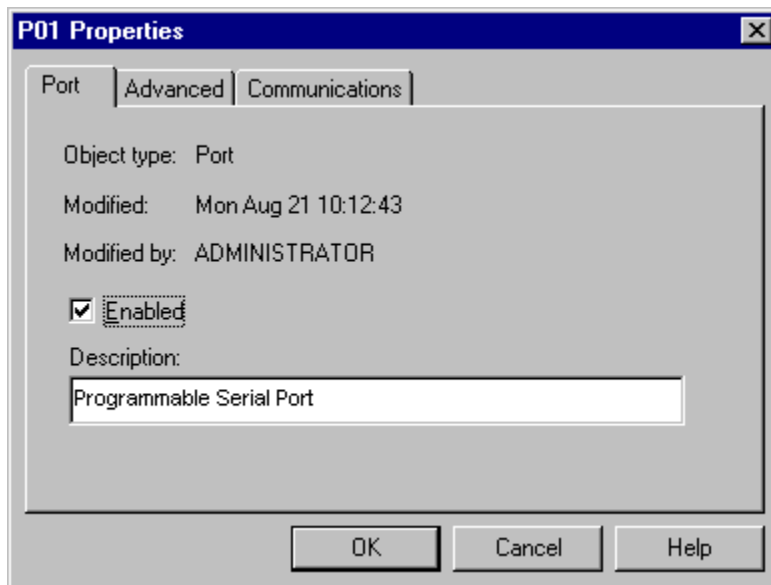 P01 Properties
Port Advanced Communications
Object type: Port
Modified: Mon Aug 21 10:12:43
Modified by: ADMINISTRATOR
Enabled
Description:
Programmable Serial Port
OK Cancel Help